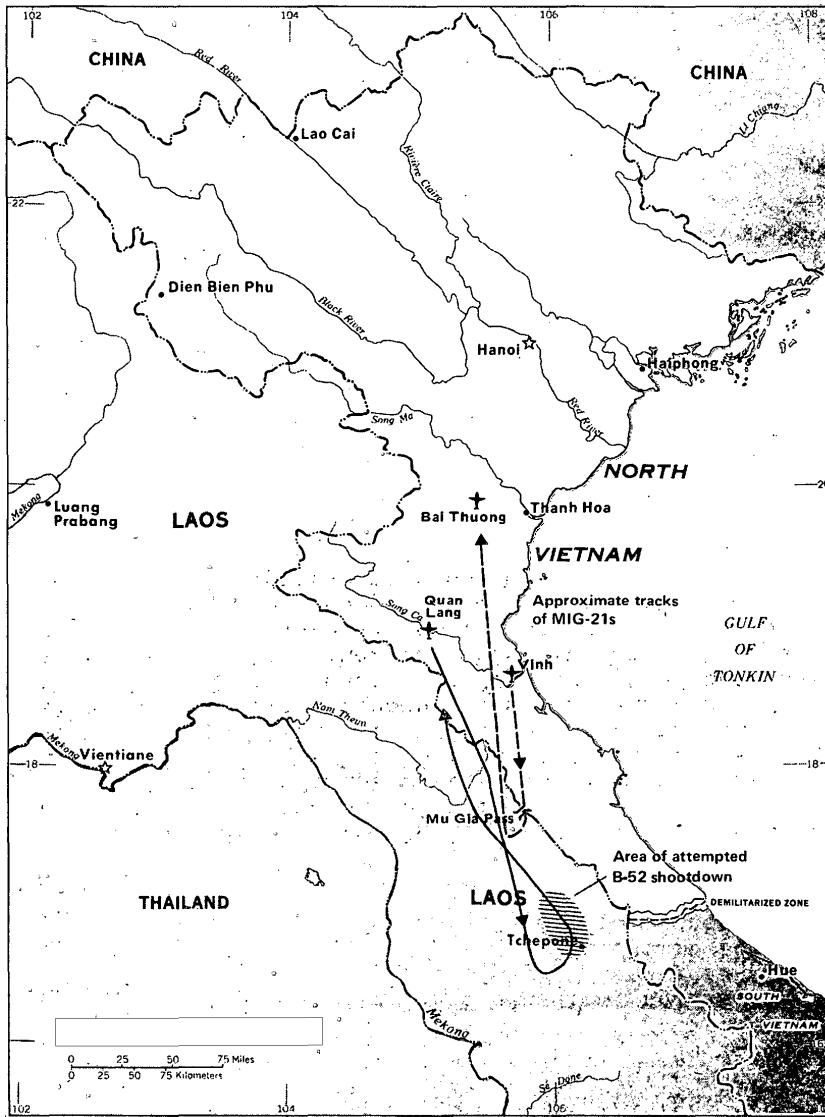 102
104
106
108
CHINA
Red
River
CHINA
Lao Cai
Rivière Claire
Li Chiang
22
Dien Bien Phu
Black River
Hanoi
Haiphong
Red River
Song Ma
NORTH
20
Mekong
Luang
Prabang
LAOS
Bai Thuong
Thanh Hoa
VIETNAM
Quan
Lang
Song Ca
Approximate tracks
of MIG-21s
GULF
OF
TONKIN
Vinh
Nam Theun
Mekong
Vientiane
18
18
Mu Gia Pass
Area of attempted
B-52 shootdown
THAILAND
LAOS
DEMILITARIZED ZONE
Tchepone
Hue
SOUTH
VIETNAM
Mekong
0 25 50 75 Miles
0 25 50 75 Kilometers
Se Done
102
104
106